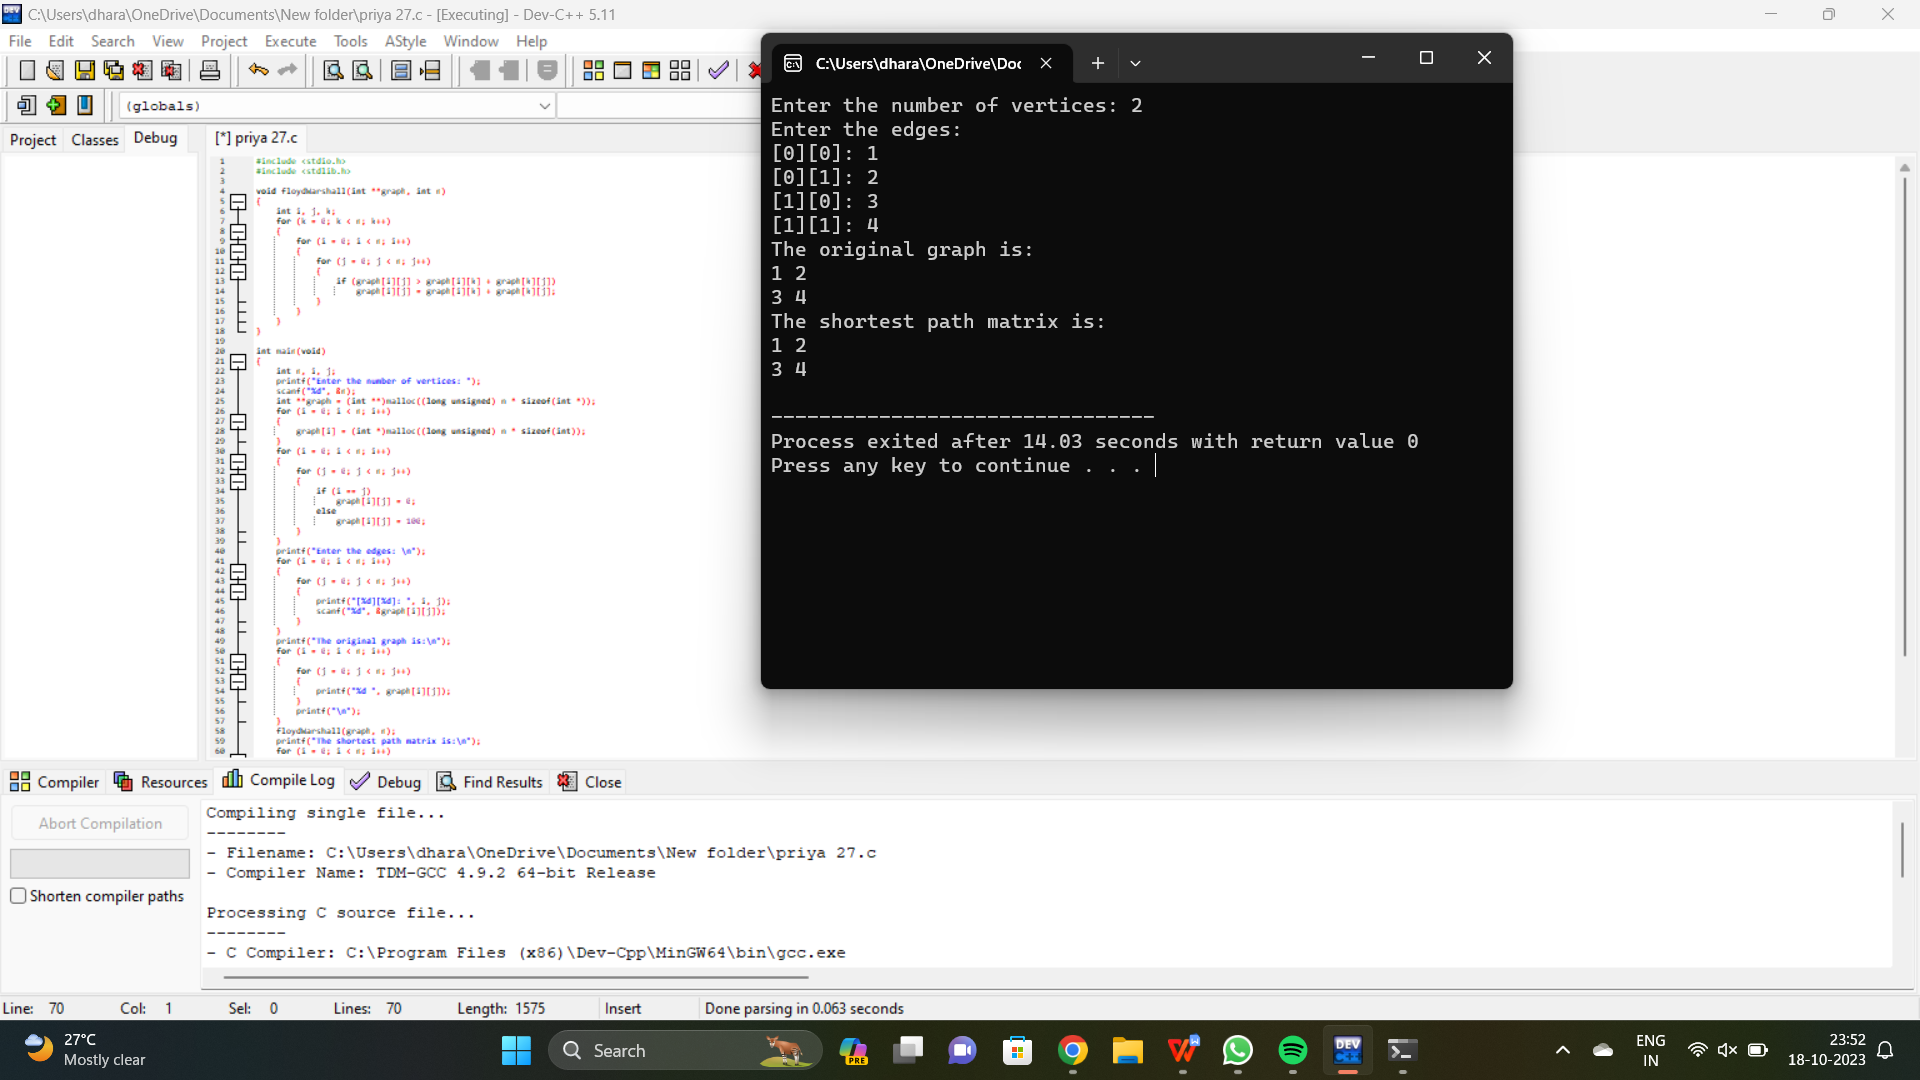 C:\Users\dhara\OneDrive\Documents\New folder\priya 27.c - [Executing] - Dev-C++ 5.11
File Edit Search View Project Execute Tools AStyle Window Help
(globals)
Project Classes Debug
[*] priya 27.c
1 #include <stdio.h>
2 #include <stdlib.h>
3
4 void floydWarshall(int **graph, int n)
5 {
6 int i, j, k;
7 for (k = 0; k < n; k++)
8 {
9 for (i = 0; i < n; i++)
10 {
11 for (j = 0; j < n; j++)
12 {
13 if (graph[i][j] > graph[i][k] + graph[k][j])
14 graph[i][j] = graph[i][k] + graph[k][j];
15 }
16 }
17 }
18 }
19
20 int main(void)
21 {
22 int n, i, j;
23 printf("Enter the number of vertices: ");
24 scanf("%d", &n);
25 int **graph = (int **)malloc((long unsigned) n * sizeof(int *));
26 for (i = 0; i < n; i++)
27 {
28 graph[i] = (int *)malloc((long unsigned) n * sizeof(int));
29 }
30 for (i = 0; i < n; i++)
31 {
32 for (j = 0; j < n; j++)
33 {
34 if (i == j)
35 graph[i][j] = 0;
36 else
37 graph[i][j] = 100;
38 }
39 }
40 printf("Enter the edges: \n");
41 for (i = 0; i < n; i++)
42 {
43 for (j = 0; j < n; j++)
44 {
45 printf("[%d][%d]: ", i, j);
46 scanf("%d", &graph[i][j]);
47 }
48 }
49 printf("The original graph is:\n");
50 for (i = 0; i < n; i++)
51 {
52 for (j = 0; j < n; j++)
53 {
54 printf("%d ", graph[i][j]);
55 }
56 printf("\n");
57 }
58 floydWarshall(graph, n);
59 printf("The shortest path matrix is:\n");
60 for (i = 0; i < n; i++)
C:\Users\dhara\OneDrive\Doc
Enter the number of vertices: 2
Enter the edges:
[0][0]: 1
[0][1]: 2
[1][0]: 3
[1][1]: 4
The original graph is:
1 2
3 4
The shortest path matrix is:
1 2
3 4
--------------------------------
Process exited after 14.03 seconds with return value 0
Press any key to continue . . .
Compiler Resources Compile Log Debug Find Results Close
Abort Compilation
Shorten compiler paths
Compiling single file...
--------
- Filename: C:\Users\dhara\OneDrive\Documents\New folder\priya 27.c
- Compiler Name: TDM-GCC 4.9.2 64-bit Release
Processing C source file...
--------
- C Compiler: C:\Program Files (x86)\Dev-Cpp\MinGW64\bin\gcc.exe
Line: 70 Col: 1 Sel: 0 Lines: 70 Length: 1575 Insert Done parsing in 0.063 seconds
27°C
Mostly clear
Search
PRE
DEV
C++
ENG
IN
23:52
18-10-2023